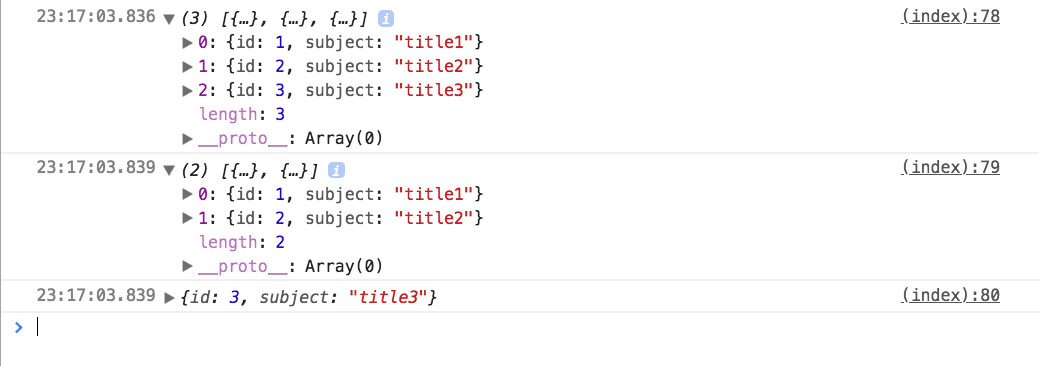 23:17:03.836 ▼ (3) [{…}, {…}, {…}] i (index):78
▶ 0: {id: 1, subject: "title1"}
▶ 1: {id: 2, subject: "title2"}
▶ 2: {id: 3, subject: "title3"}
length: 3
▶ __proto__: Array(0)
23:17:03.839 ▼ (2) [{…}, {…}] i (index):79
▶ 0: {id: 1, subject: "title1"}
▶ 1: {id: 2, subject: "title2"}
length: 2
▶ __proto__: Array(0)
23:17:03.839 ▶ {id: 3, subject: "title3"} (index):80
>